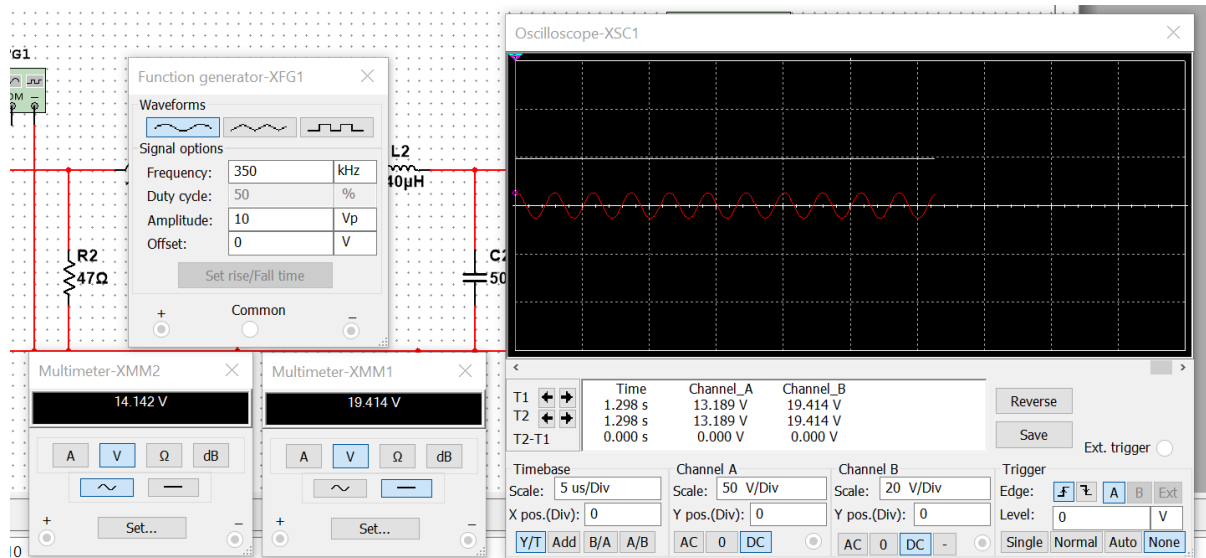 Oscilloscope-XSC1
Function generator-XFG1
Waveforms
Signal options
Frequency: 350 kHz
Duty cycle: 50 %
Amplitude: 10 Vp
Offset: 0 V
Set rise/Fall time
+ Common −
L2
R2
47Ω
Multimeter-XMM2
14.142 V
A V Ω dB
Set...
+ −
Multimeter-XMM1
19.414 V
A V Ω dB
Set...
+ −
Time Channel_A Channel_B
T1 1.298 s 13.189 V 19.414 V
T2 1.298 s 13.189 V 19.414 V
T2-T1 0.000 s 0.000 V 0.000 V
Reverse
Save
Ext. trigger
Timebase
Scale: 5 us/Div
X pos.(Div): 0
Y/T Add B/A A/B
Channel A
Scale: 50 V/Div
Y pos.(Div): 0
AC 0 DC
Channel B
Scale: 20 V/Div
Y pos.(Div): 0
AC 0 DC -
Trigger
Edge: A B Ext
Level: 0 V
Single Normal Auto None